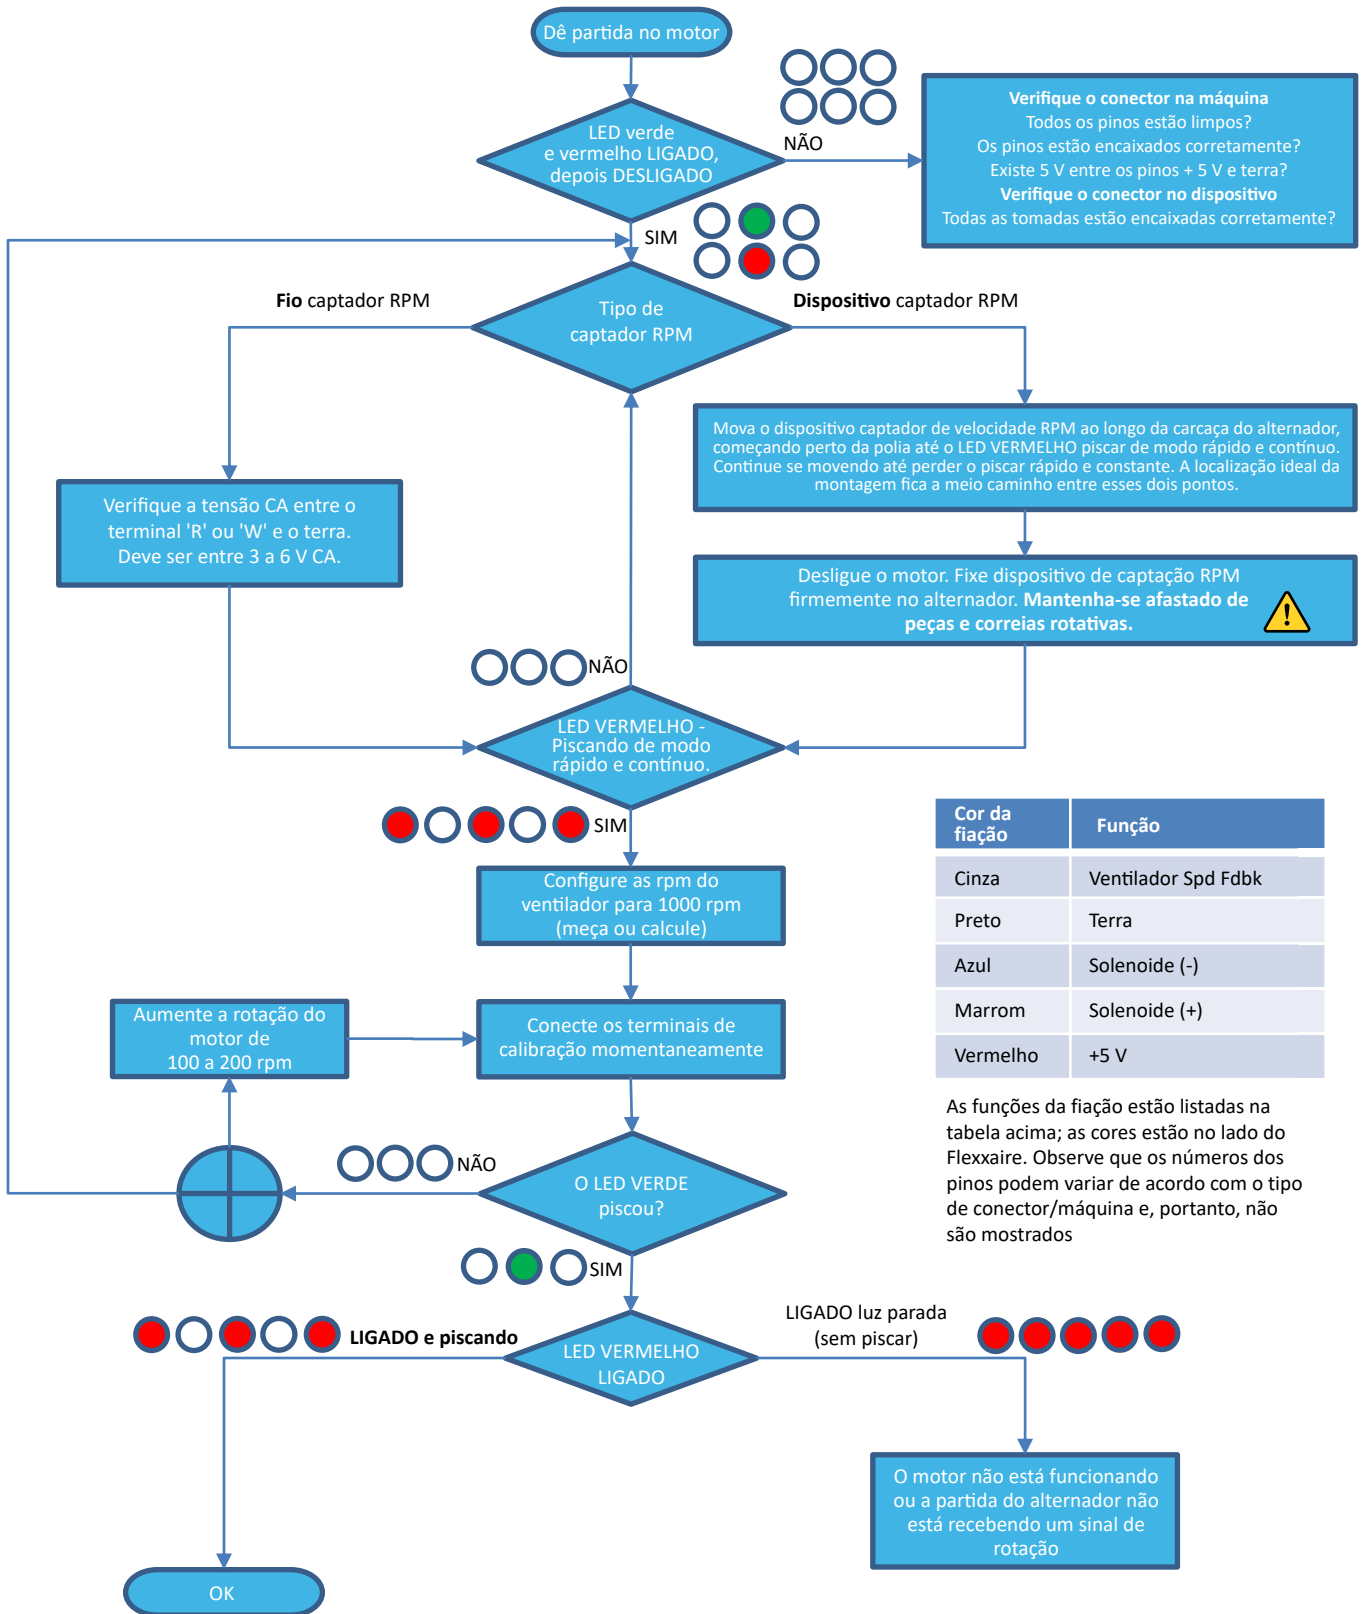 Dê partida no motor
LED verde
e vermelho LIGADO,
depois DESLIGADO
NÃO
Verifique o conector na máquina
Todos os pinos estão limpos?
Os pinos estão encaixados corretamente?
Existe 5 V entre os pinos + 5 V e terra?
Verifique o conector no dispositivo
Todas as tomadas estão encaixadas corretamente?
SIM
Fio captador RPM
Tipo de
captador RPM
Dispositivo captador RPM
Mova o dispositivo captador de velocidade RPM ao longo da carcaça do alternador,
começando perto da polia até o LED VERMELHO piscar de modo rápido e contínuo.
Continue se movendo até perder o piscar rápido e constante. A localização ideal da
montagem fica a meio caminho entre esses dois pontos.
Verifique a tensão CA entre o
terminal 'R' ou 'W' e o terra.
Deve ser entre 3 a 6 V CA.
Desligue o motor. Fixe dispositivo de captação RPM
firmemente no alternador. Mantenha-se afastado de
peças e correias rotativas.
NÃO
LED VERMELHO -
Piscando de modo
rápido e contínuo.
SIM
Configure as rpm do
ventilador para 1000 rpm
(meça ou calcule)
Aumente a rotação do
motor de
100 a 200 rpm
Conecte os terminais de
calibração momentaneamente
NÃO
O LED VERDE
piscou?
SIM
LIGADO e piscando
LED VERMELHO
LIGADO
LIGADO luz parada
(sem piscar)
O motor não está funcionando
ou a partida do alternador não
está recebendo um sinal de
rotação
OK
Cor da
fiação
Função
Cinza Ventilador Spd Fdbk
Preto Terra
Azul Solenoide (-)
Marrom Solenoide (+)
Vermelho +5 V
As funções da fiação estão listadas na
tabela acima; as cores estão no lado do
Flexxaire. Observe que os números dos
pinos podem variar de acordo com o tipo
de conector/máquina e, portanto, não
são mostrados